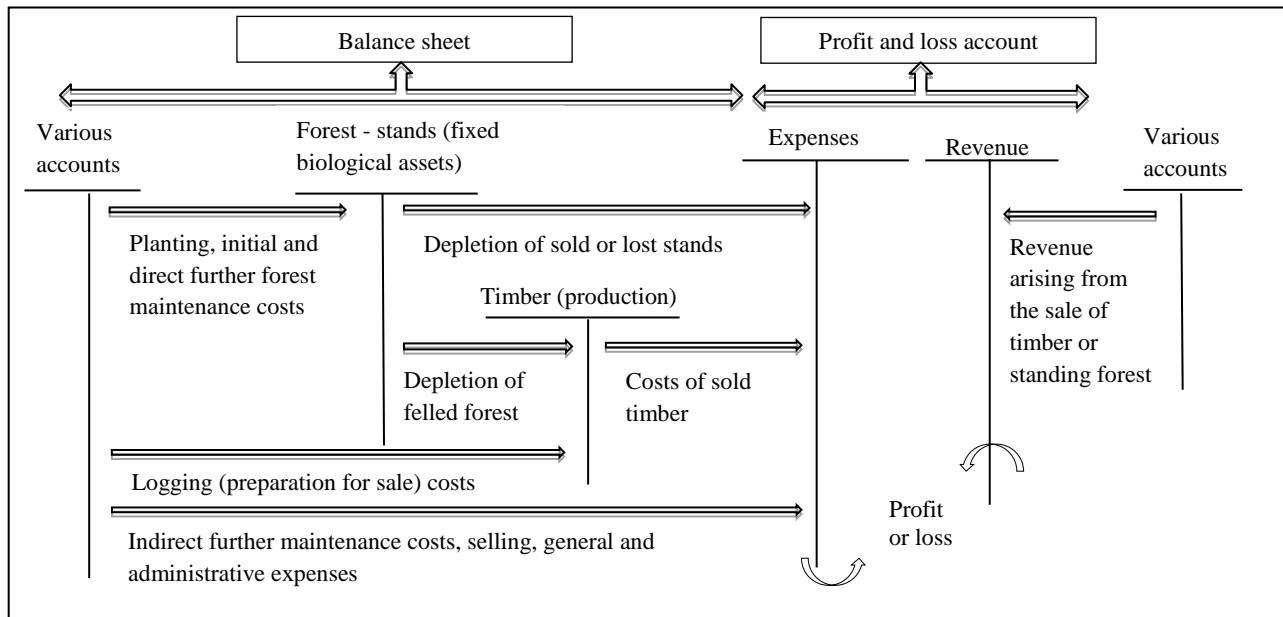 Balance sheet
Profit and loss account
Various
accounts
Forest - stands (fixed
biological assets)
Expenses
Revenue
Various
accounts
Planting, initial and
direct further forest
maintenance costs
Depletion of sold or lost stands
Revenue
arising from
the sale of
timber or
standing forest
Timber (production)
Depletion of
felled forest
Costs of sold
timber
Logging (preparation for sale) costs
Profit
or loss
Indirect further maintenance costs, selling, general and
administrative expenses